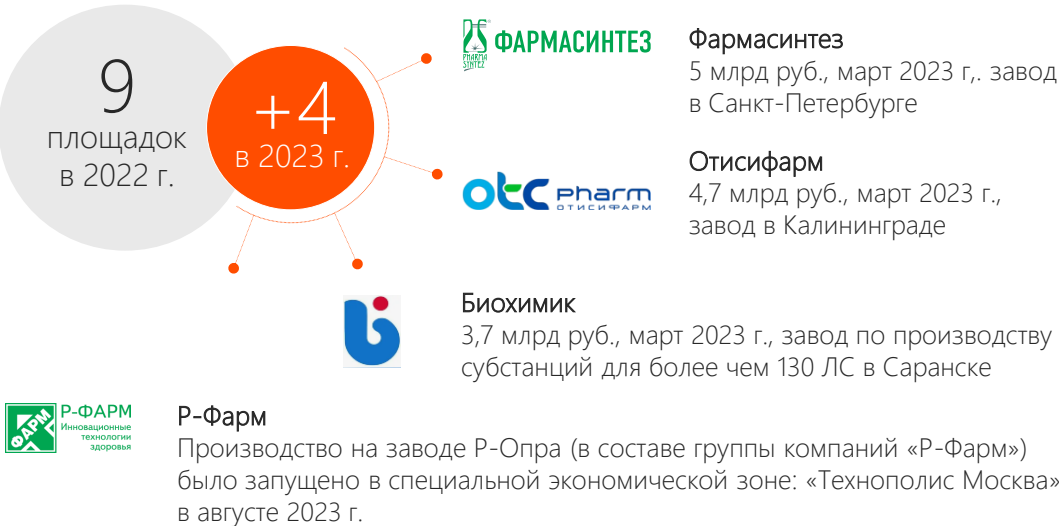 9
площадок
в 2022 г.
+4
в 2023 г.
PHARMA
SYNTEZ
ФАРМАСИНТЕЗ
Фармасинтез
5 млрд руб., март 2023 г,. завод
в Санкт-Петербурге
otc Pharm
ОТИСИФАРМ
Отисифарм
4,7 млрд руб., март 2023 г.,
завод в Калининграде
Биохимик
3,7 млрд руб., март 2023 г., завод по производству
субстанций для более чем 130 ЛС в Саранске
ФАРМ
Р-ФАРМ
Инновационные
технологии
здоровья
Р-Фарм
Производство на заводе Р-Опра (в составе группы компаний «Р-Фарм»)
было запущено в специальной экономической зоне: «Технополис Москва»
в августе 2023 г.